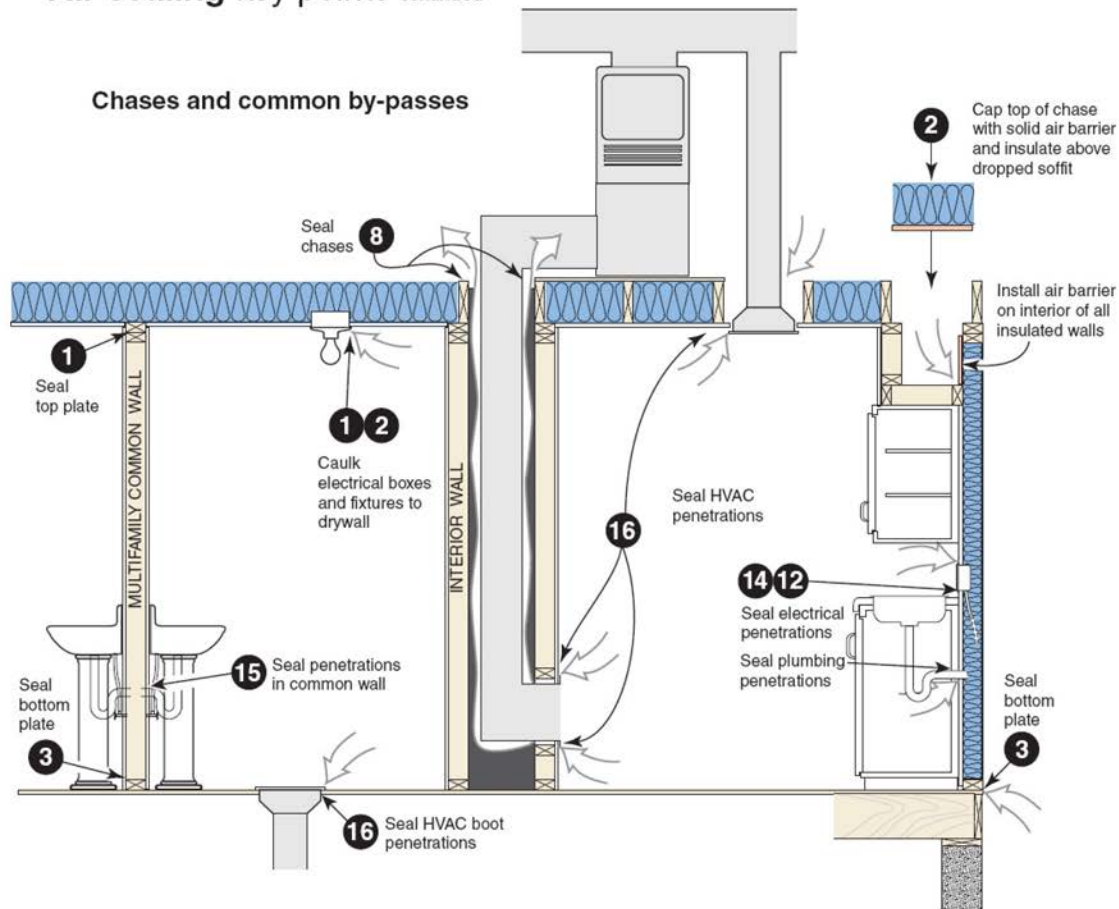 Chases and common by-passes
2
Cap top of chase
with solid air barrier
and insulate above
dropped soffit
Seal
chases
8
Install air barrier
on interior of all
insulated walls
1
Seal
top plate
MULTIFAMILY COMMON WALL
1 2
Caulk
electrical boxes
and fixtures to
drywall
INTERIOR WALL
Seal HVAC
penetrations
16
14 12
Seal electrical
penetrations
Seal plumbing
penetrations
15
Seal penetrations
in common wall
Seal
bottom
plate
3
Seal
bottom
plate
3
16
Seal HVAC boot
penetrations